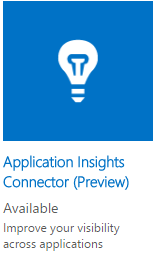 Application Insights
Connector (Preview)
Available
Improve your visibility
across applications